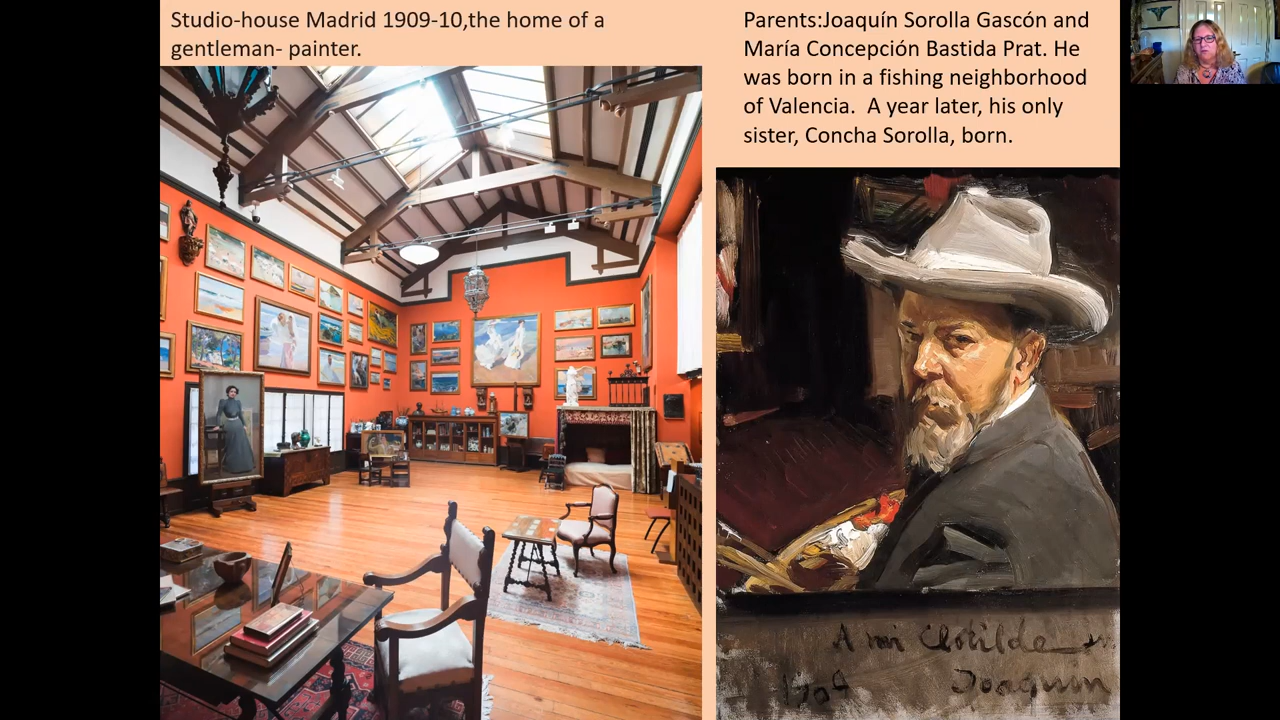 Studio-house Madrid 1909-10,the home of a
gentleman- painter.
Parents:Joaquín Sorolla Gascón and
María Concepción Bastida Prat. He
was born in a fishing neighborhood
of Valencia.  A year later, his only
sister, Concha Sorolla, born.
A mi Clotilde
1909
Joaquin